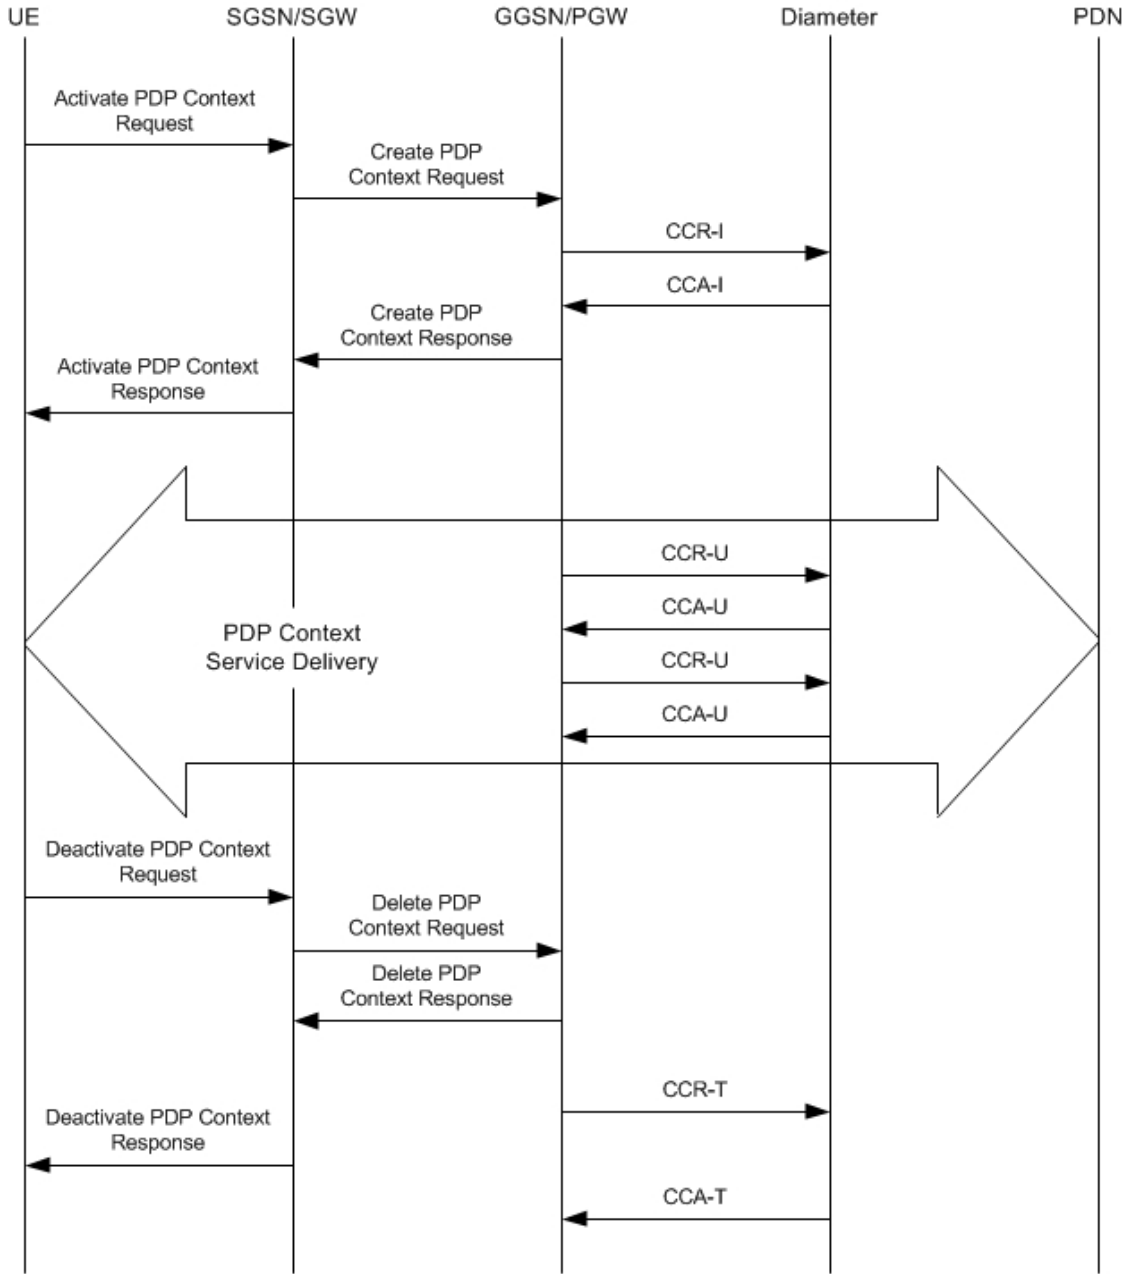 UE
SGSN/SGW
GGSN/PGW
Diameter
PDN
Activate PDP Context
Request
Create PDP
Context Request
CCR-I
CCA-I
Create PDP
Context Response
Activate PDP Context
Response
CCR-U
CCA-U
PDP Context
Service Delivery
CCR-U
CCA-U
Deactivate PDP Context
Request
Delete PDP
Context Request
Delete PDP
Context Response
CCR-T
Deactivate PDP Context
Response
CCA-T